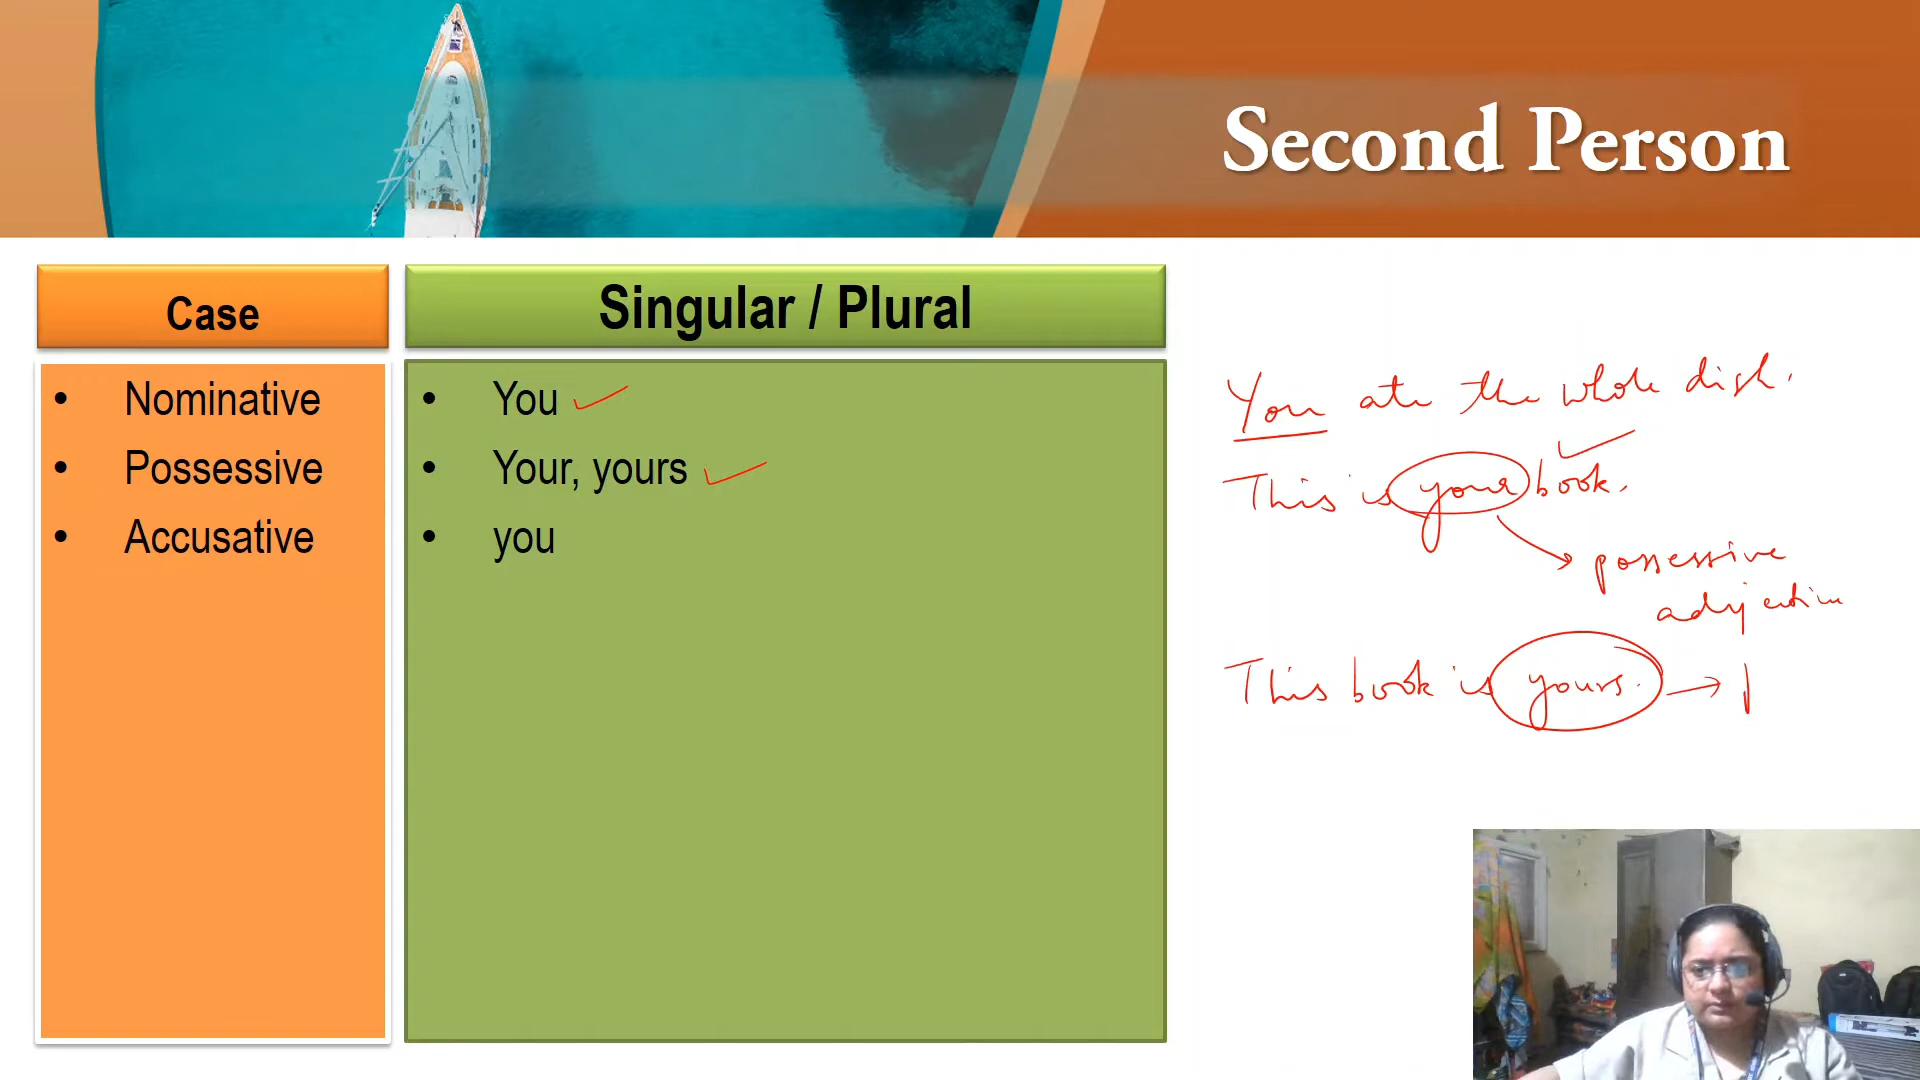 Second Person
Case
Singular / Plural
• Nominative
• Possessive
• Accusative
• You
• Your, yours
• you
You ate the whole dish.
This is your book.
possessive
adjective
This book is yours. →